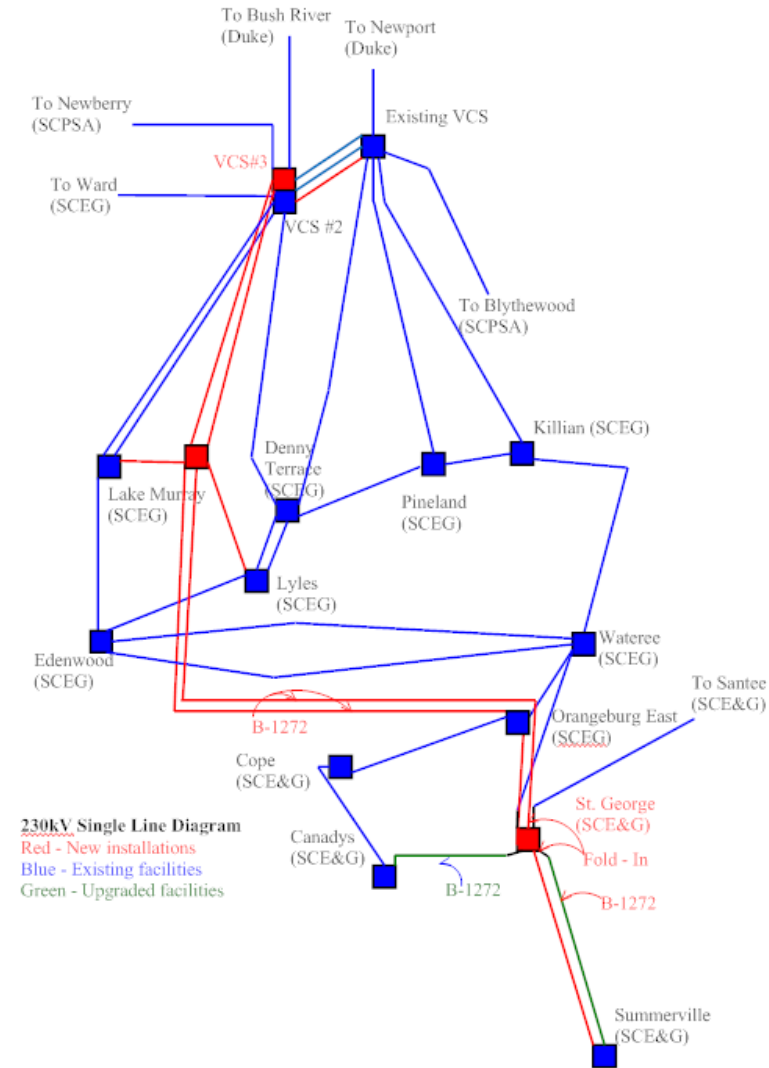 To Bush River
(Duke)
To Newport
(Duke)
To Newberry
(SCPSA)
Existing VCS
VCS#3
To Ward
(SCEG)
VCS #2
To Blythewood
(SCPSA)
Killian (SCEG)
Denny
Terrace
(SCEG)
Lake Murray
(SCEG)
Pineland
(SCEG)
Lyles
(SCEG)
Edenwood
(SCEG)
Wateree
(SCEG)
To Santee
(SCE&G)
B-1272
Orangeburg East
(SCEG)
Cope
(SCE&G)
St. George
(SCE&G)
230kV Single Line Diagram
Red - New installations
Blue - Existing facilities
Green - Upgraded facilities
Canadys
(SCE&G)
Fold - In
B-1272
B-1272
Summerville
(SCE&G)